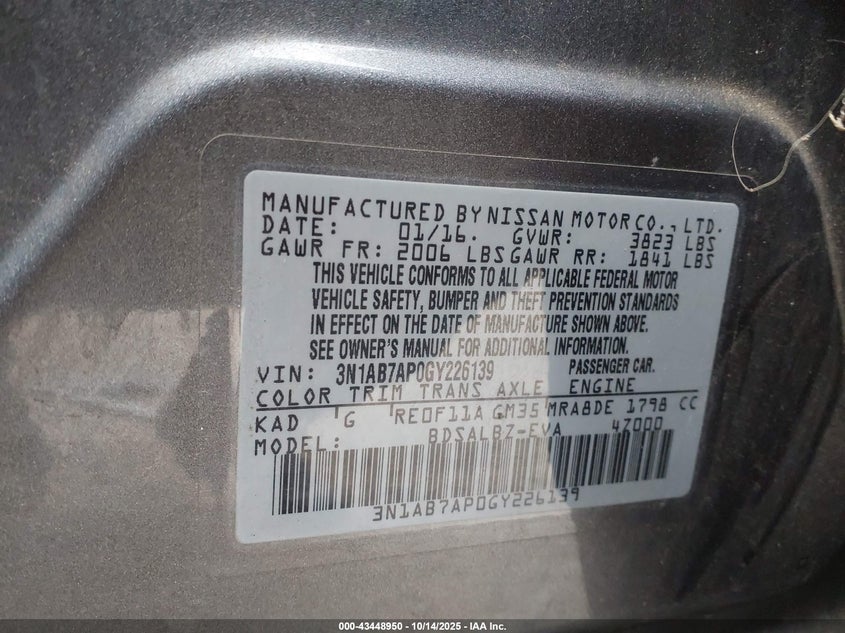 MANUFACTURED BY NISSAN MOTOR CO., LTD.
DATE: 01/16. GVWR: 3823 LBS
GAWR FR: 2006 LBS GAWR RR: 1841 LBS
THIS VEHICLE CONFORMS TO ALL APPLICABLE FEDERAL MOTOR
VEHICLE SAFETY, BUMPER AND THEFT PREVENTION STANDARDS
IN EFFECT ON THE DATE OF MANUFACTURE SHOWN ABOVE.
SEE OWNER'S MANUAL FOR ADDITIONAL INFORMATION.
VIN: 3N1AB7AP0GY226139 PASSENGER CAR.
COLOR TRIM TRANS AXLE ENGINE
KAD G RE0F11A GM35 MRA8DE 1798 CC
MODEL: BDSALBZ-EVA 4Z000
3N1AB7AP0GY226139
000-43448950 - 10/14/2025 - IAA Inc.